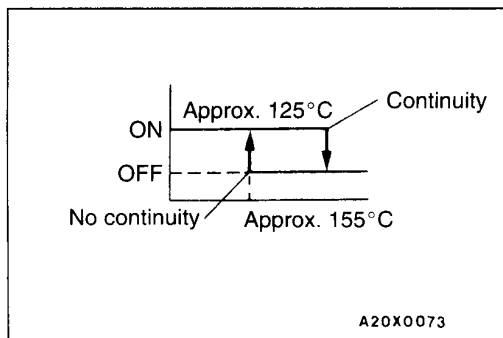 Approx. 125°C
Continuity
ON
OFF
No continuity
Approx. 155°C
A20X0073